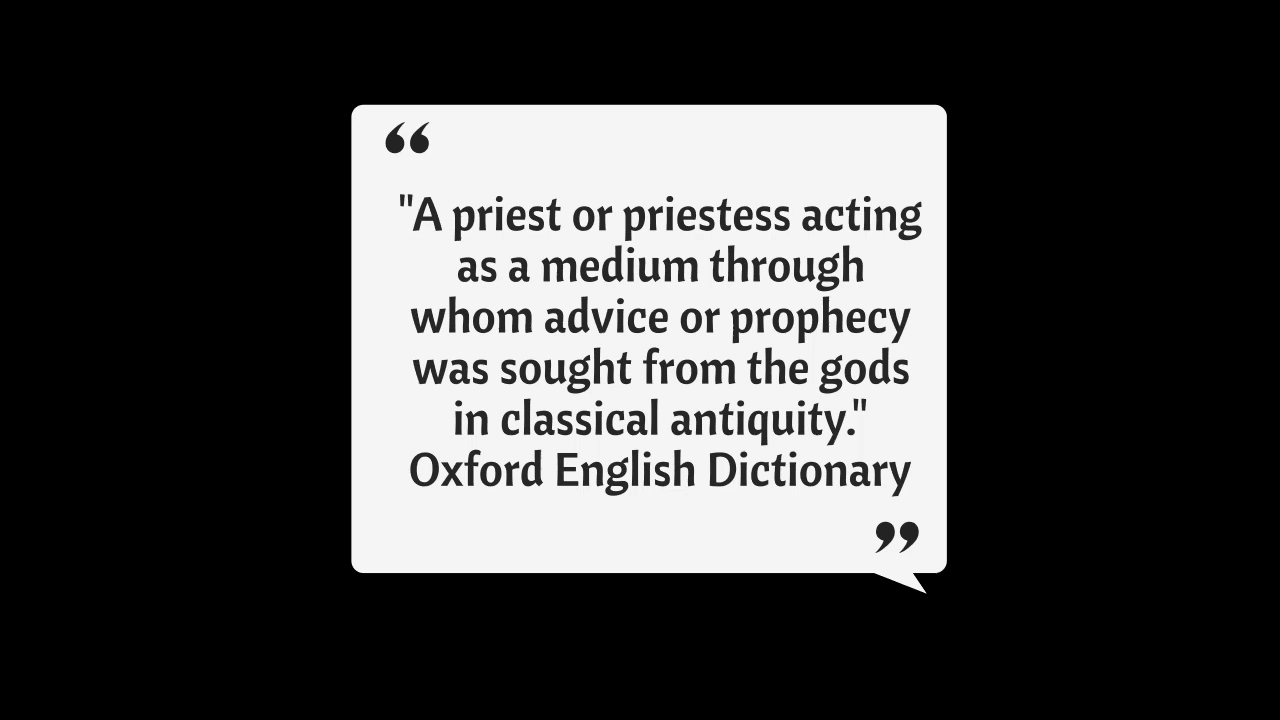 “
"A priest or priestess acting
as a medium through
whom advice or prophecy
was sought from the gods
in classical antiquity."
Oxford English Dictionary
”